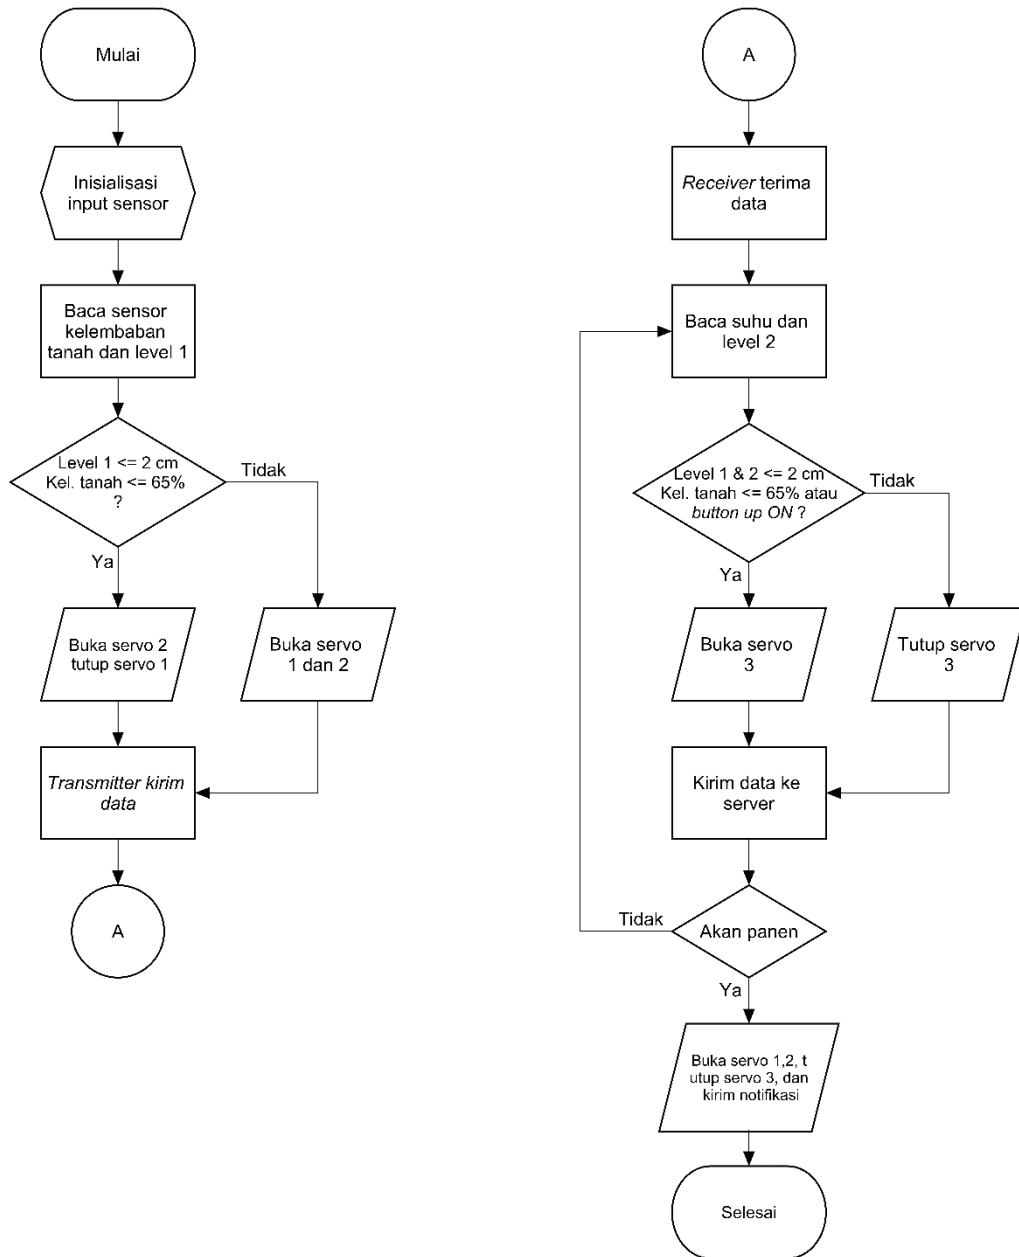 Mulai
Inisialisasi
input sensor
Baca sensor
kelembaban
tanah dan level 1
Level 1 <= 2 cm
Kel. tanah <= 65%
?
Tidak
Ya
Buka servo 2
tutup servo 1
Buka servo
1 dan 2
Transmitter kirim
data
A
A
Receiver terima
data
Baca suhu dan
level 2
Level 1 & 2 <= 2 cm
Kel. tanah <= 65% atau
button up ON ?
Tidak
Ya
Buka servo
3
Tutup servo
3
Kirim data ke
server
Akan panen
Tidak
Ya
Buka servo 1,2, t
utup servo 3, dan
kirim notifikasi
Selesai